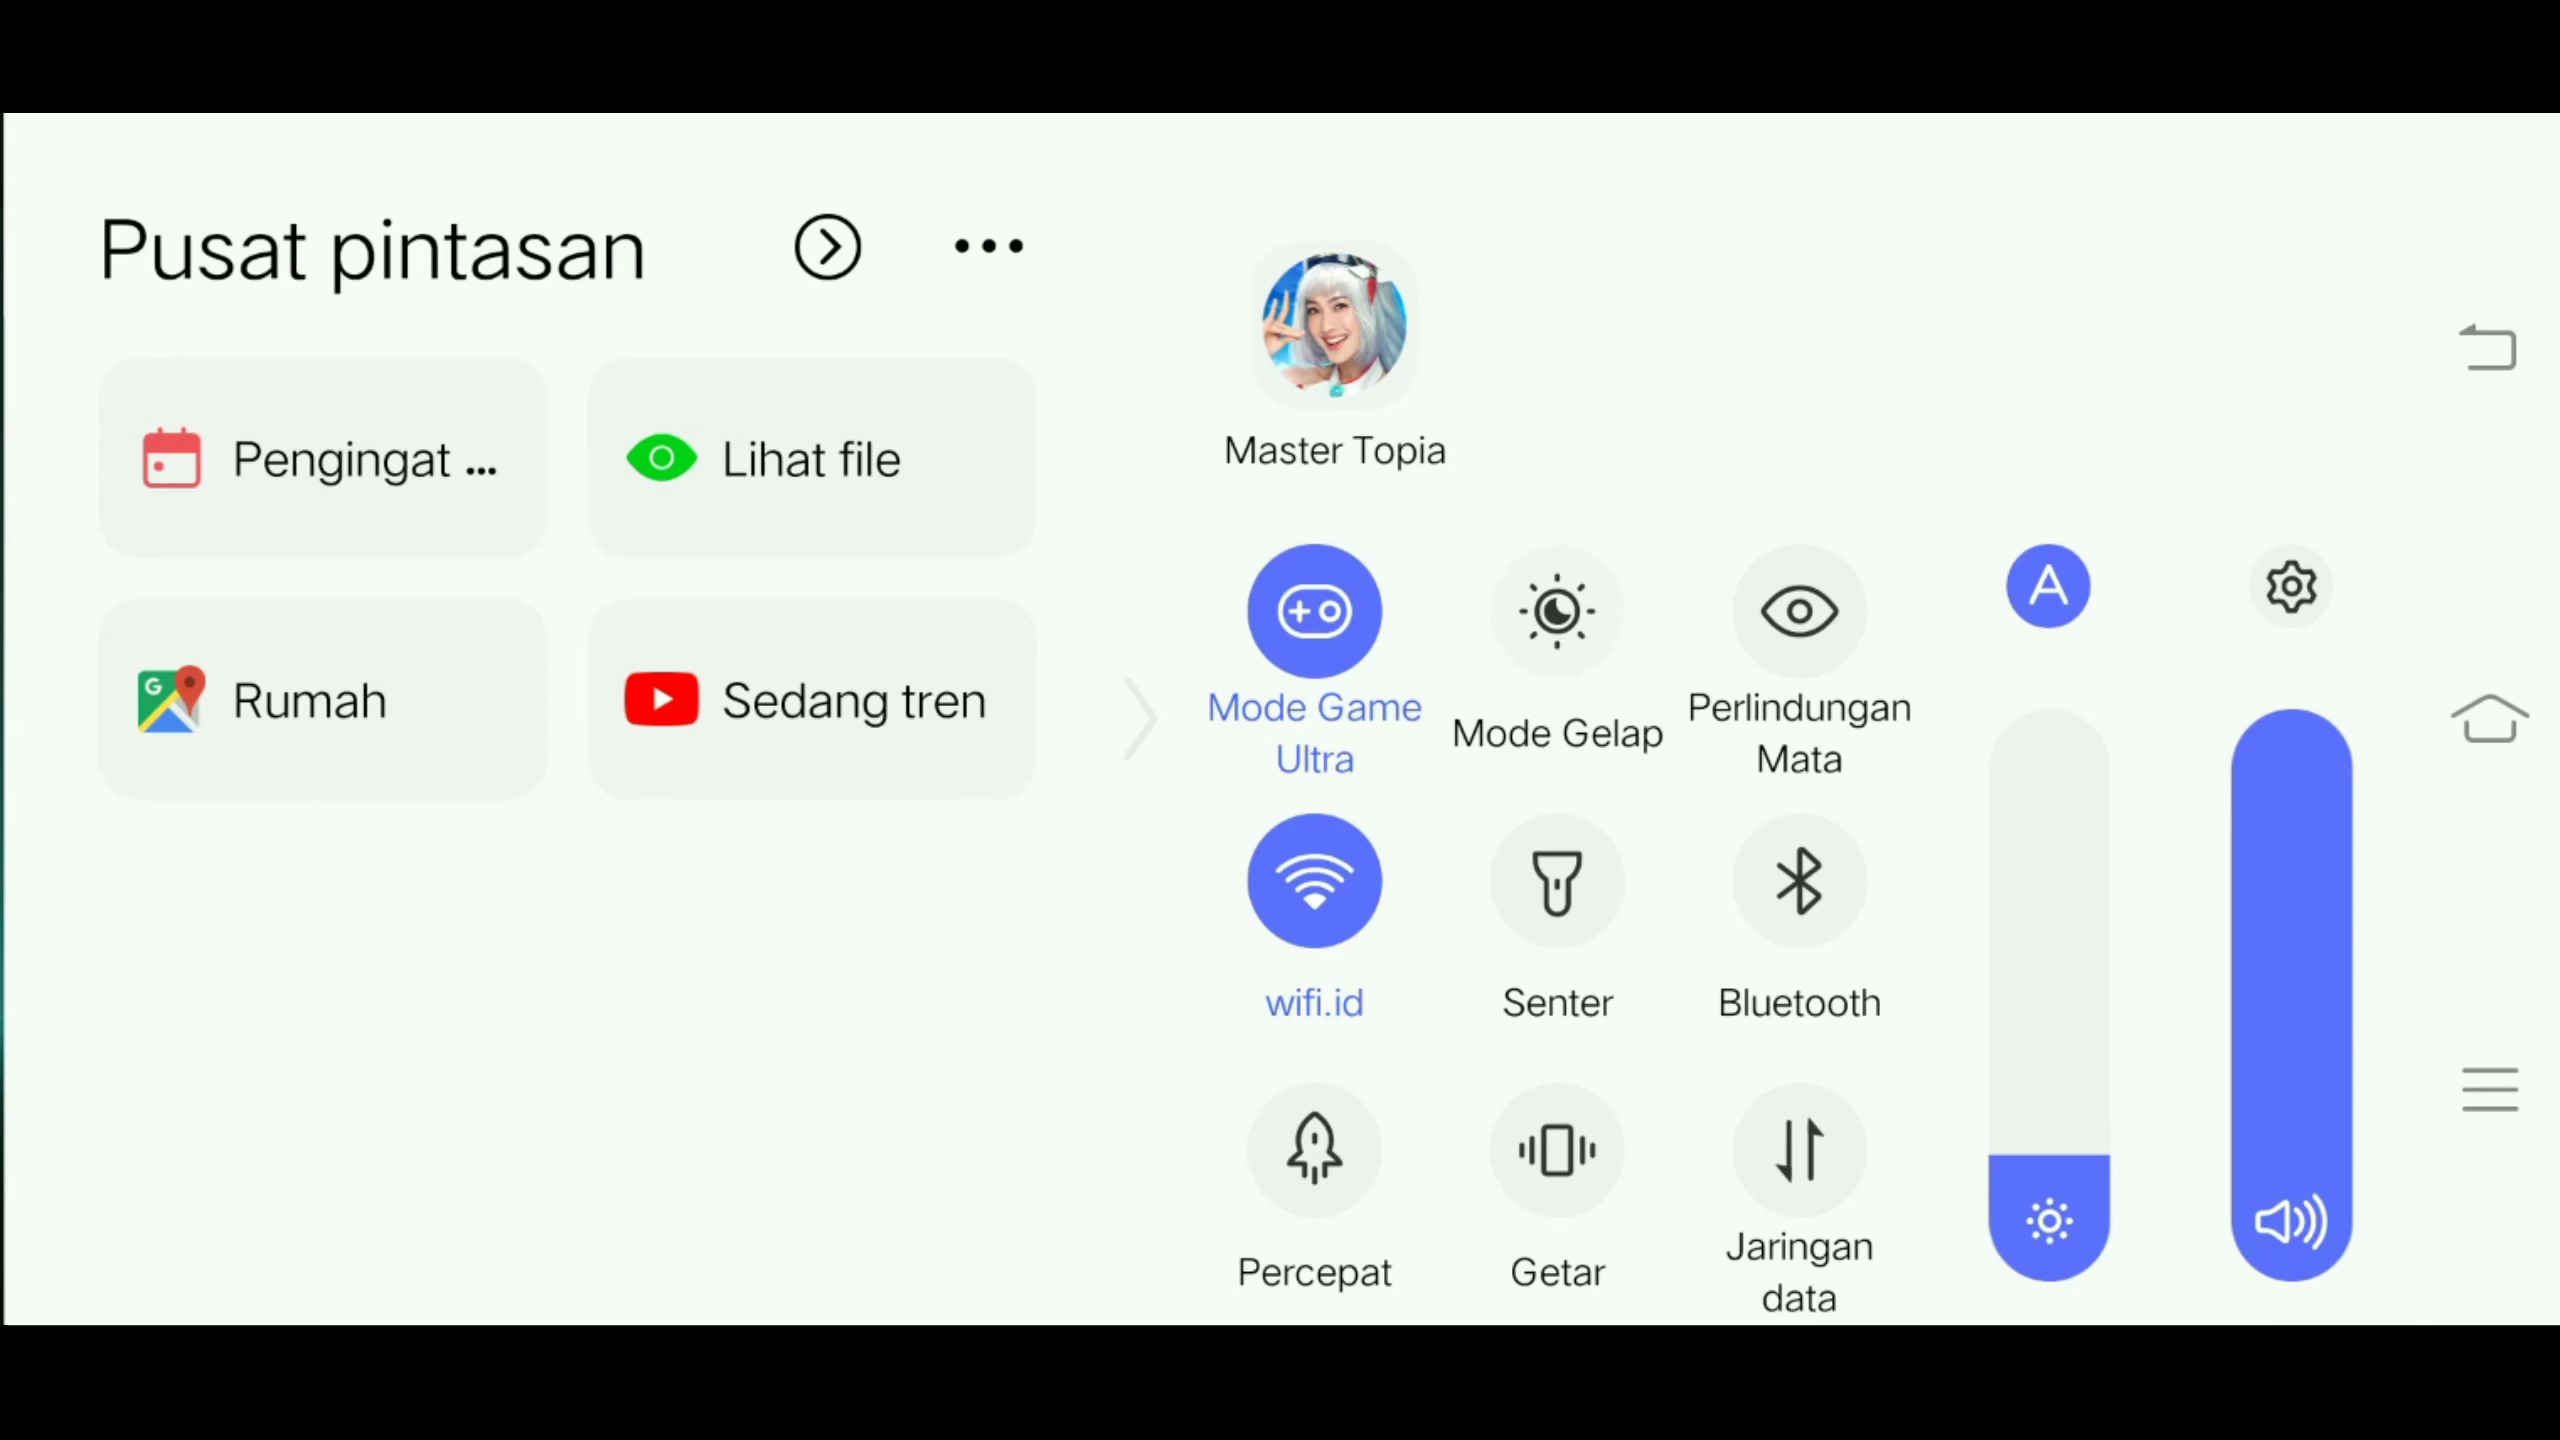 Pusat pintasan
Pengingat ...
Lihat file
Rumah
Sedang tren
Master Topia
Mode Game
Ultra
Mode Gelap
Perlindungan
Mata
A
wifi.id
Senter
Bluetooth
Percepat
Getar
Jaringan
data